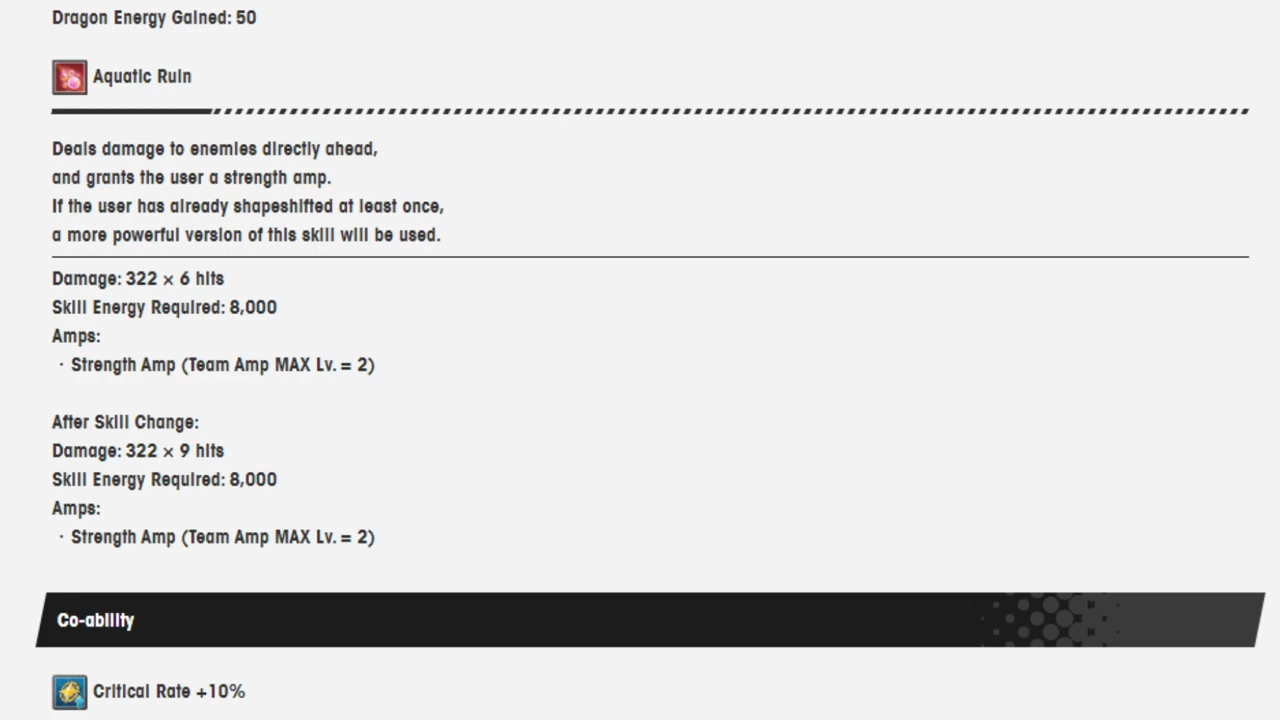 Dragon Energy Gained: 50
Aquatic Ruin
Deals damage to enemies directly ahead,
and grants the user a strength amp.
If the user has already shapeshifted at least once,
a more powerful version of this skill will be used.
Damage: 322 × 6 hits
Skill Energy Required: 8,000
Amps:
・Strength Amp (Team Amp MAX Lv. = 2)
After Skill Change:
Damage: 322 × 9 hits
Skill Energy Required: 8,000
Amps:
・Strength Amp (Team Amp MAX Lv. = 2)
Co-ability
Critical Rate +10%